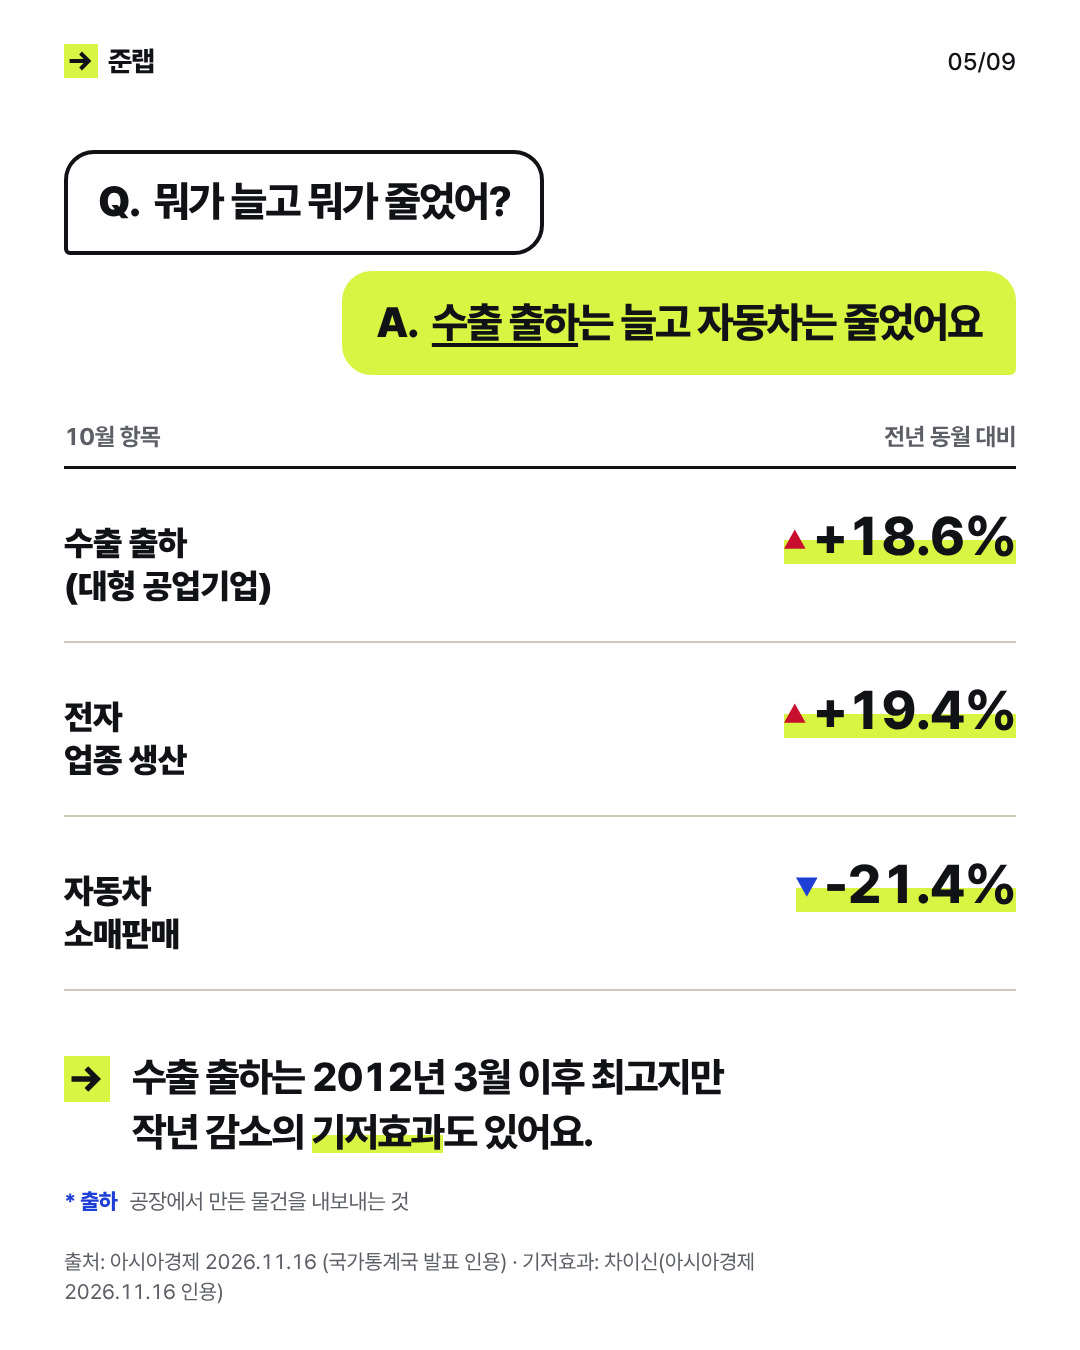 → 준랩
05/09
Q. 뭐가 늘고 뭐가 줄었어?
A. 수출 출하는 늘고 자동차는 줄었어요
10월 항목
전년 동월 대비
수출 출하
(대형 공업기업)
▲+18.6%
전자
업종 생산
▲+19.4%
자동차
소매판매
▼-21.4%
→ 수출 출하는 2012년 3월 이후 최고지만
작년 감소의 기저효과도 있어요.
* 출하 공장에서 만든 물건을 내보내는 것
출처: 아시아경제 2026.11.16 (국가통계국 발표 인용) · 기저효과: 차이신(아시아경제
2026.11.16 인용)